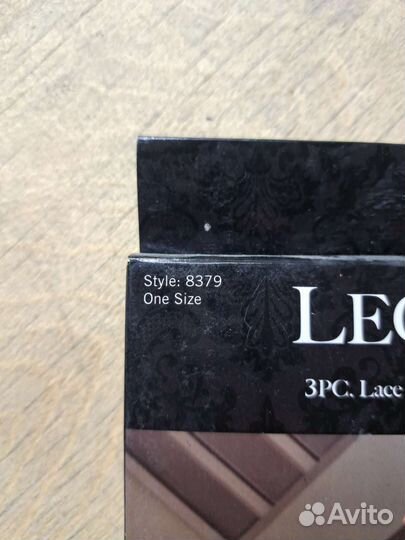 Style: 8379
One Size
LEG
3PC. Lace
Avito